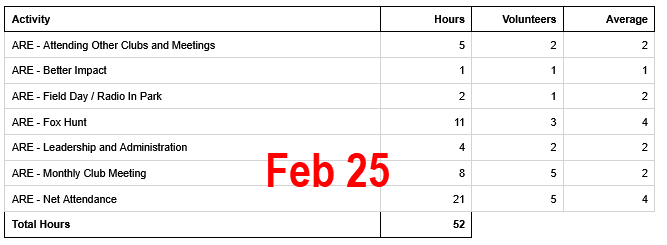 Activity Hours Volunteers Average
ARE - Attending Other Clubs and Meetings 5 2 2
ARE - Better Impact 1 1 1
ARE - Field Day / Radio In Park 2 1 2
ARE - Fox Hunt 11 3 4
ARE - Leadership and Administration 4 2 2
ARE - Monthly Club Meeting 8 5 2
Feb 25
ARE - Net Attendance 21 5 4
Total Hours 52